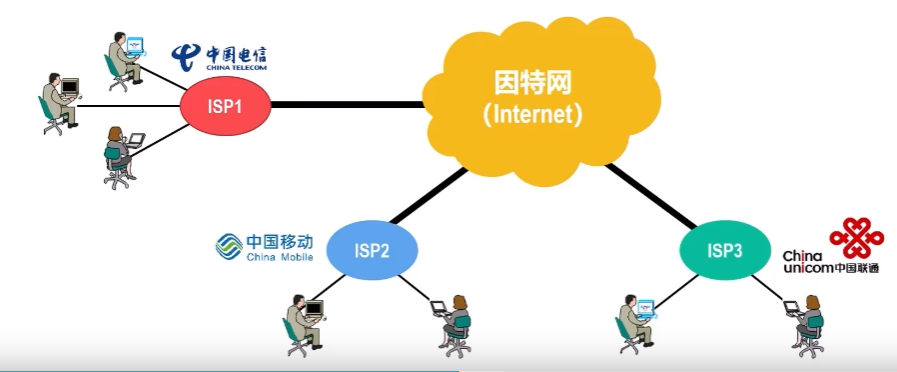 中国电信
CHINA TELECOM
ISP1
因特网
（Internet）
中国移动
China Mobile
ISP2
ISP3
China
unicom中国联通